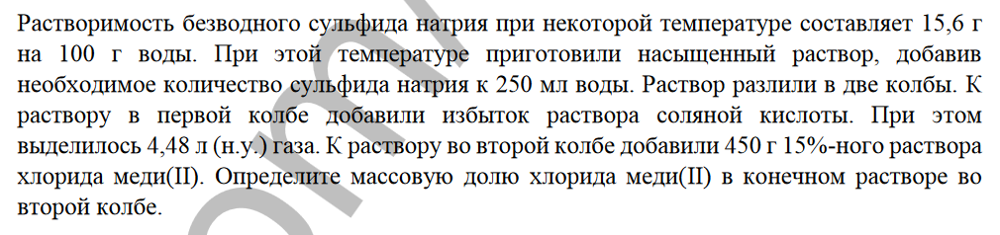 Растворимость безводного сульфида натрия при некоторой температуре составляет 15,6 г
на 100 г воды. При этой температуре приготовили насыщенный раствор, добавив
необходимое количество сульфида натрия к 250 мл воды. Раствор разлили в две колбы. К
раствору в первой колбе добавили избыток раствора соляной кислоты. При этом
выделилось 4,48 л (н.у.) газа. К раствору во второй колбе добавили 450 г 15%-ного раствора
хлорида меди(II). Определите массовую долю хлорида меди(II) в конечном растворе во
второй колбе.